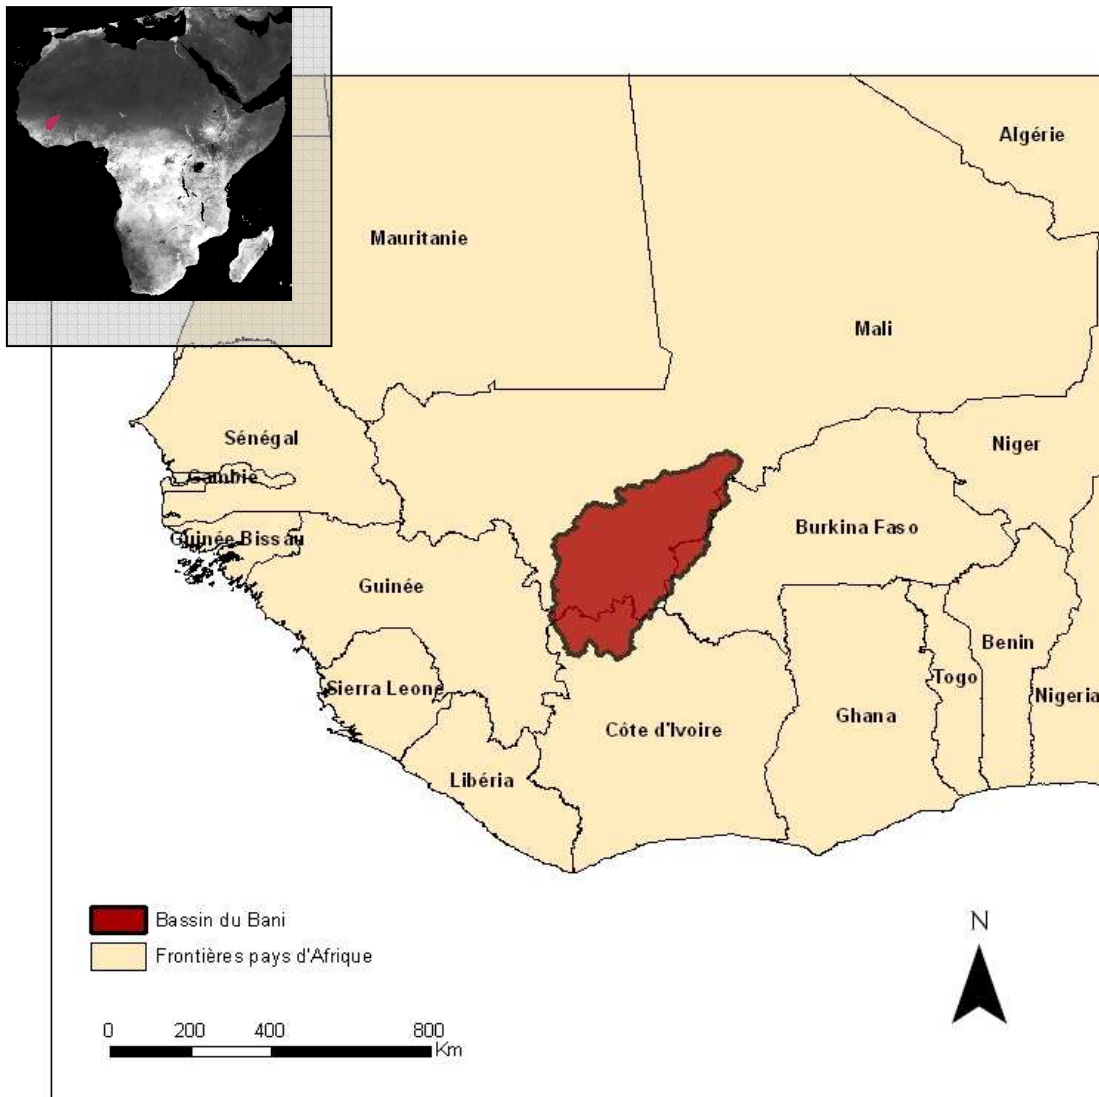 Algérie
Mauritanie
Mali
Sénégal
Niger
Gambie
Burkina Faso
Guinée Bissau
Guinée
Benin
Togo
Sierra Leone
Nigeria
Ghana
Côte d'Ivoire
Libéria
Bassin du Bani
N
Frontières pays d'Afrique
0 200 400 800
Km